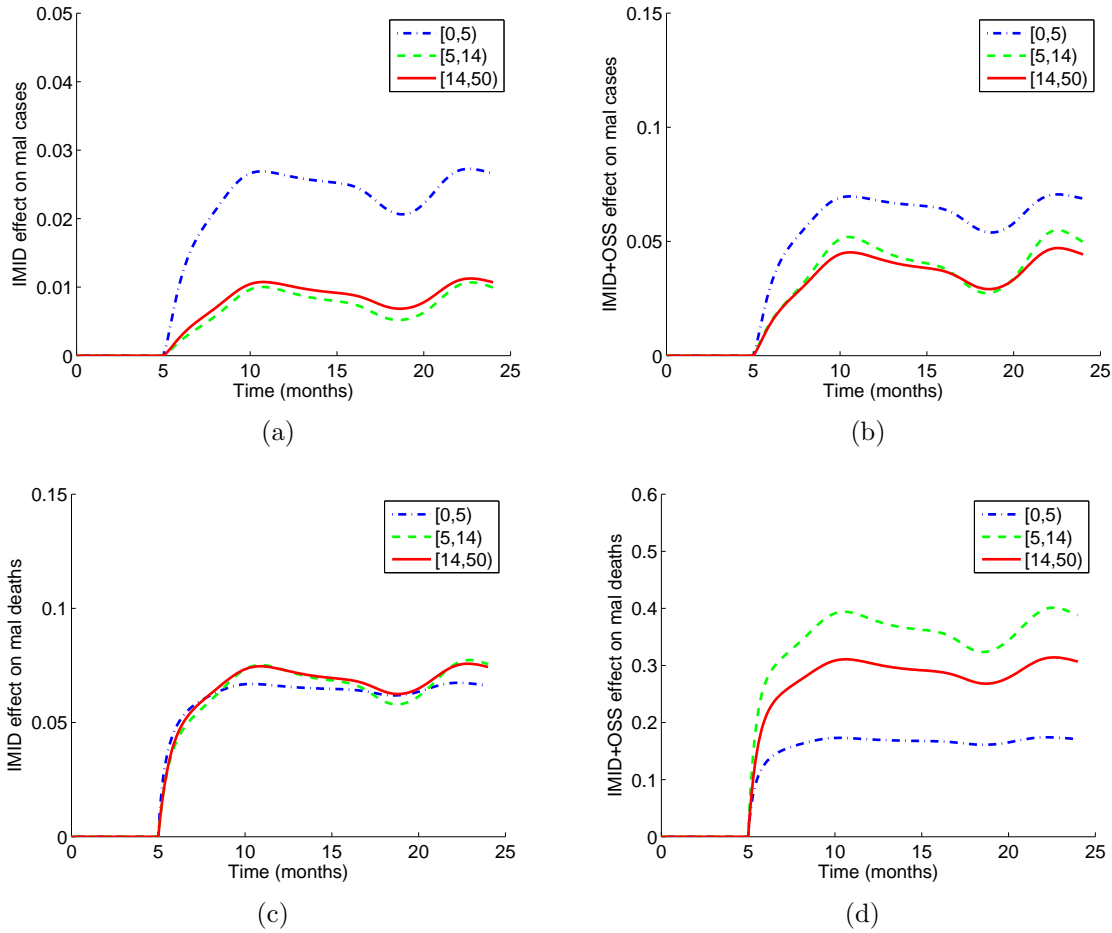 IMID effect on mal cases
0.05
0.04
0.03
0.02
0.01
0
0 5 10 15 20 25
Time (months)
[0,5)
[5,14)
[14,50)
(a)
IMID+OSS effect on mal cases
0.15
0.1
0.05
0
0 5 10 15 20 25
Time (months)
[0,5)
[5,14)
[14,50)
(b)
IMID effect on mal deaths
0.15
0.1
0.05
0
0 5 10 15 20 25
Time (months)
[0,5)
[5,14)
[14,50)
(c)
IMID+OSS effect on mal deaths
0.6
0.5
0.4
0.3
0.2
0.1
0
0 5 10 15 20 25
Time (months)
[0,5)
[5,14)
[14,50)
(d)